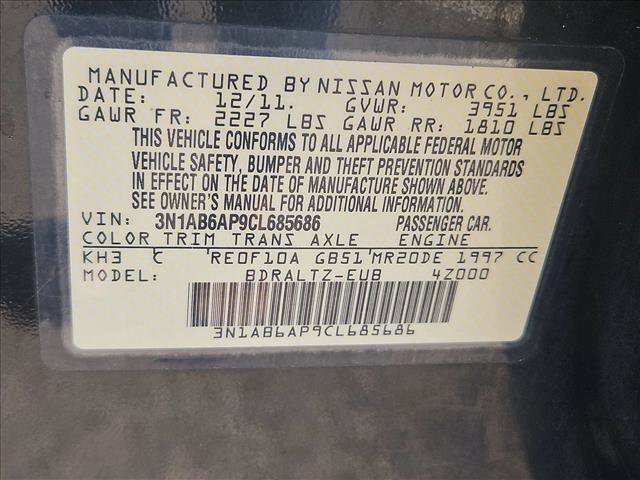 MANUFACTURED BY NISSAN MOTOR CO., LTD.
DATE: 12/11. GVWR: 3951 LBS
GAWR FR: 2227 LBS GAWR RR: 1810 LBS
THIS VEHICLE CONFORMS TO ALL APPLICABLE FEDERAL MOTOR
VEHICLE SAFETY, BUMPER AND THEFT PREVENTION STANDARDS
IN EFFECT ON THE DATE OF MANUFACTURE SHOWN ABOVE.
SEE OWNER'S MANUAL FOR ADDITIONAL INFORMATION.
VIN: 3N1AB6AP9CL685686 PASSENGER CAR.
COLOR TRIM TRANS AXLE ENGINE
KH3 C RE0F10A GB51 MR20DE 1997 CC
MODEL: BDRALTZ-EUB 4Z000
3N1AB6AP9CL685686